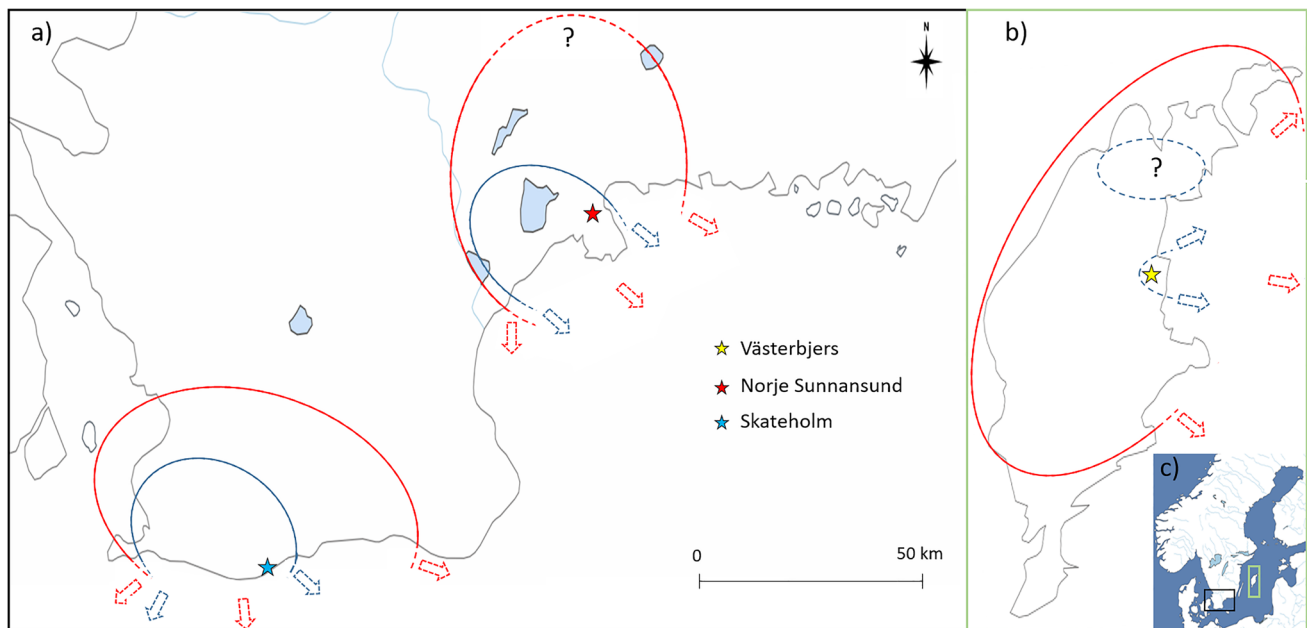 a)
?
N
b)
?
Västerbjers
Norje Sunnansund
Skateholm
c)
0
50 km